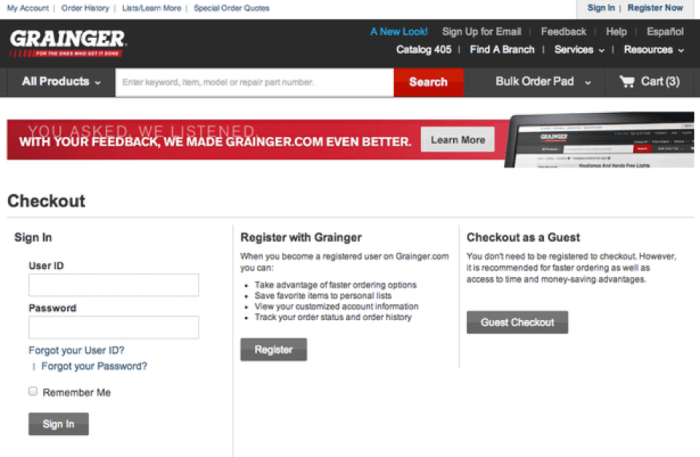 My Account | Order History | Lists/Learn More | Special Order Quotes
Sign In | Register Now
GRAINGER
FOR THE ONES WHO GET IT DONE
A New Look! Sign Up for Email | Feedback | Help | Español
Catalog 405 | Find A Branch | Services | Resources
All Products
Enter keyword, item, model or repair part number.
Search
Bulk Order Pad
Cart (3)
YOU ASKED, WE LISTENED.
WITH YOUR FEEDBACK, WE MADE GRAINGER.COM EVEN BETTER.
Learn More
GRAINGER
Headlamps And Hands Free Lights
Checkout
Sign In
User ID
Password
Forgot your User ID?
| Forgot your Password?
Remember Me
Sign In
Register with Grainger
When you become a registered user on Grainger.com
you can:
• Take advantage of faster ordering options
• Save favorite items to personal lists
• View your customized account information
• Track your order status and order history
Register
Checkout as a Guest
You don't need to be registered to checkout. However,
it is recommended for faster ordering as well as
access to time and money-saving advantages.
Guest Checkout